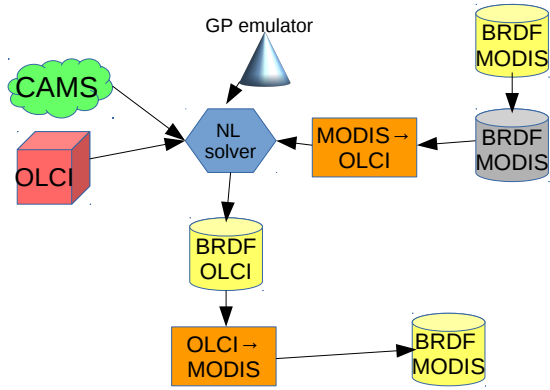 GP emulator
BRDF
MODIS
CAMS
NL
solver
MODIS→
OLCI
BRDF
MODIS
OLCI
BRDF
OLCI
OLCI→
MODIS
BRDF
MODIS